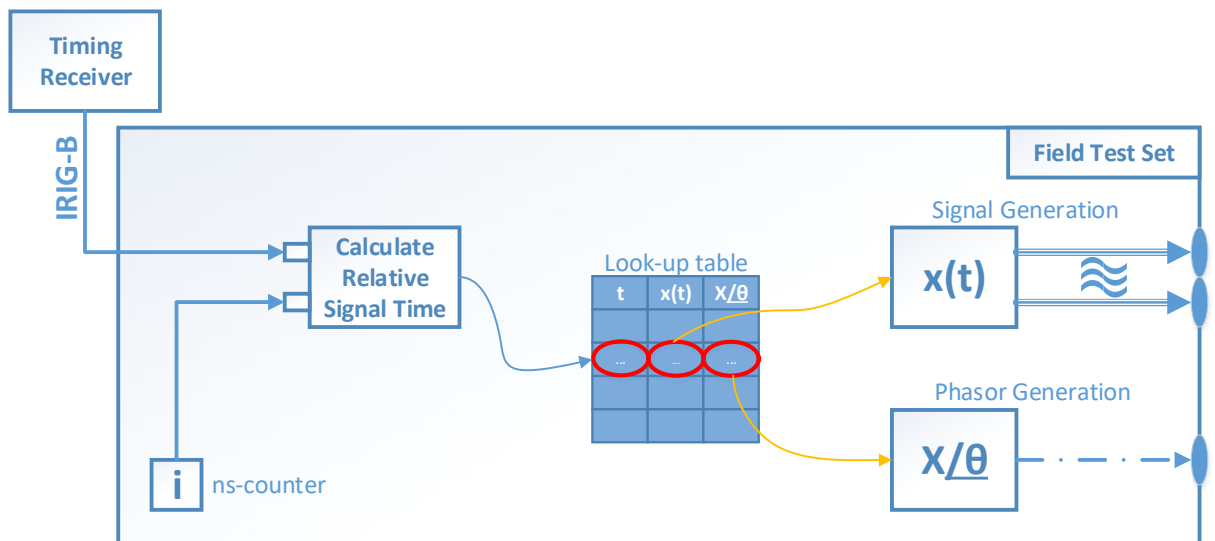 Timing
Receiver
IRIG-B
Field Test Set
Signal Generation
Calculate
Relative
Signal Time
Look-up table
t x(t) X/θ
... ... ...
x(t)
Phasor Generation
X/θ
i ns-counter